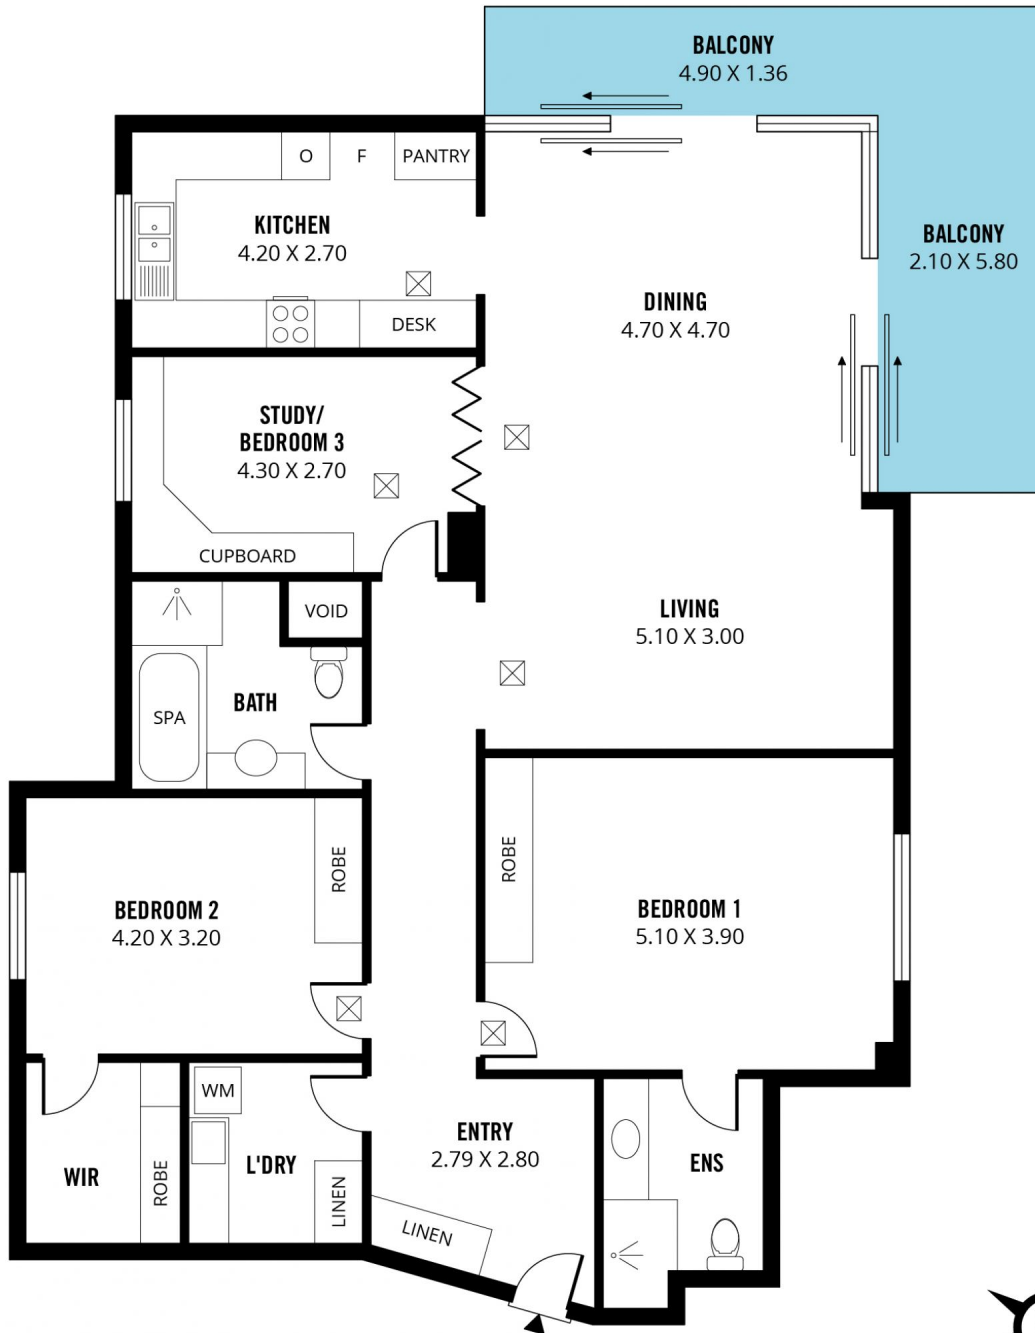 BALCONY
4.90 X 1.36
O
F
PANTRY
KITCHEN
4.20 X 2.70
DESK
BALCONY
2.10 X 5.80
DINING
4.70 X 4.70
STUDY/
BEDROOM 3
4.30 X 2.70
CUPBOARD
VOID
LIVING
5.10 X 3.00
BATH
SPA
ROBE
ROBE
BEDROOM 2
4.20 X 3.20
BEDROOM 1
5.10 X 3.90
WM
WIR
ROBE
L'DRY
LINEN
ENTRY
2.79 X 2.80
LINEN
ENS